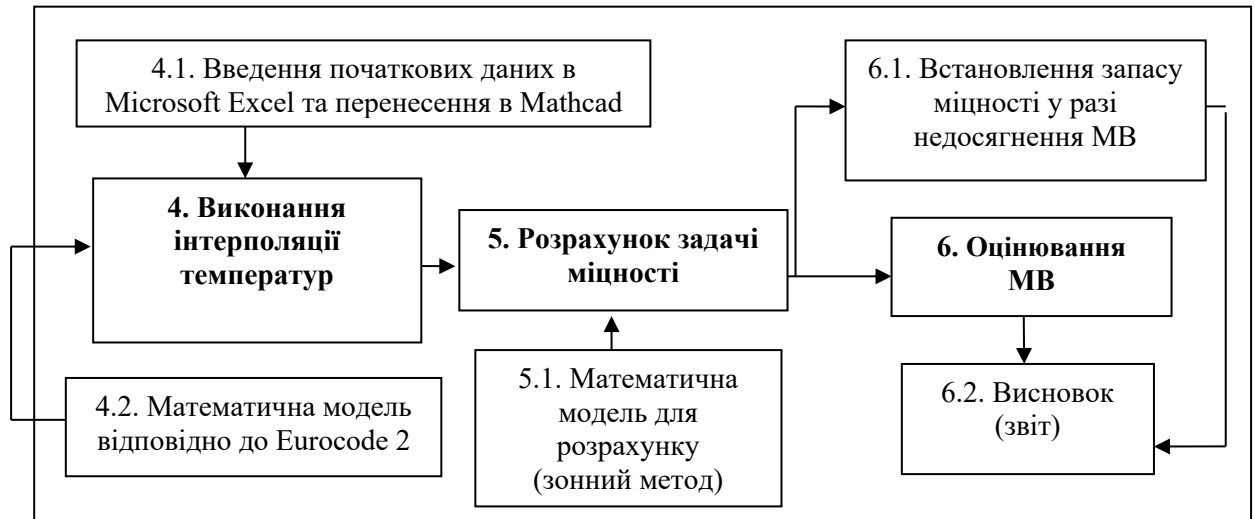 4.1. Введення початкових даних в
Microsoft Excel та перенесення в Mathcad
6.1. Встановлення запасу
міцності у разі
недосягнення МВ
4. Виконання
інтерполяції
температур
5. Розрахунок задачі
міцності
6. Оцінювання
МВ
4.2. Математична модель
відповідно до Eurocode 2
5.1. Математична
модель для
розрахунку
(зонний метод)
6.2. Висновок
(звіт)